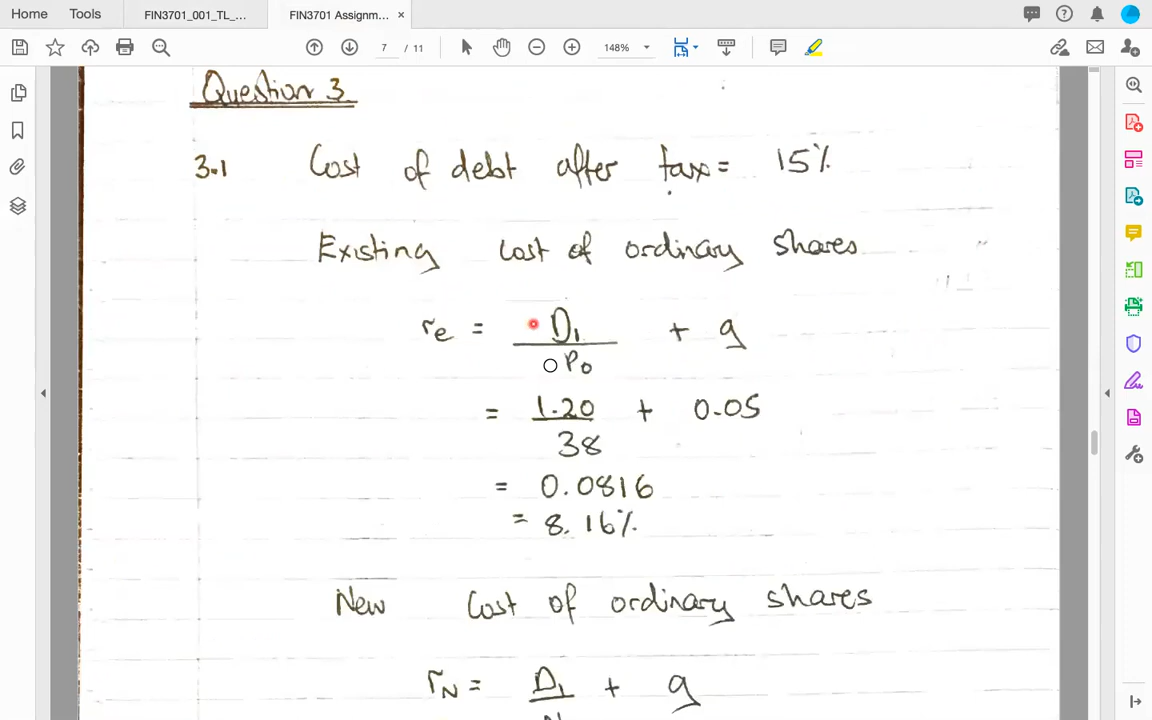 Home Tools FIN3701_001_TL_... FIN3701 Assignm... ×
7 / 11 148%
Question 3
3.1 Cost of debt after tax = 15%
Existing cost of ordinary shares
re = D1 + g
P0
= 1.20 + 0.05
38
= 0.0816
= 8.16%
New cost of ordinary shares
rN = D1 + g